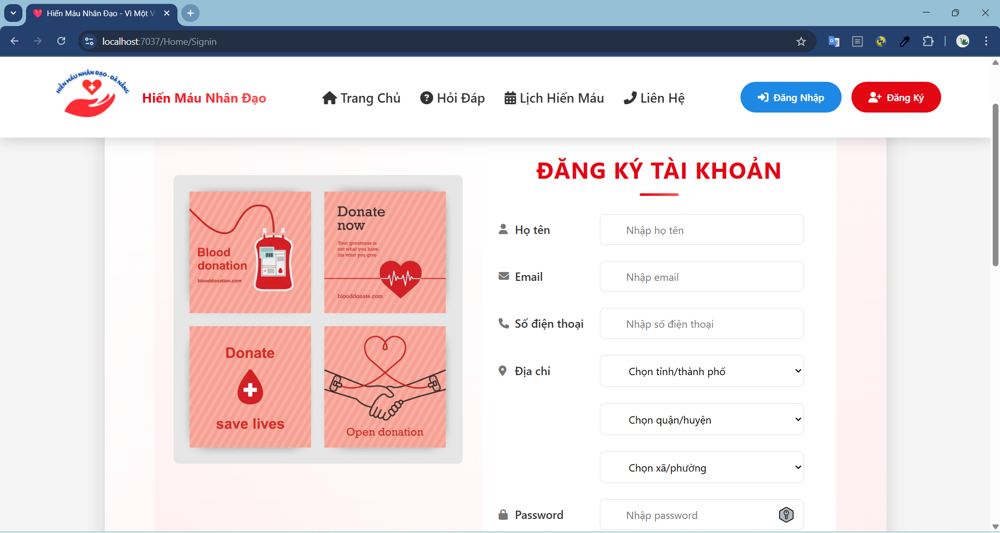 Hiến Máu Nhân Đạo - Vì Một V
localhost:7037/Home/Signin
HIẾN MÁU NHÂN ĐẠO - ĐÀ NẴNG
Hiến Máu Nhân Đạo
Trang Chủ
Hỏi Đáp
Lịch Hiến Máu
Liên Hệ
Đăng Nhập
Đăng Ký
Blood
donation
blooddonation.com
Donate
now
Your greatness is
not what you have.
itis what you give
blooddonate.com
Donate
save lives
Open donation
ĐĂNG KÝ TÀI KHOẢN
Họ tên
Nhập họ tên
Email
Nhập email
Số điện thoại
Nhập số điện thoại
Địa chỉ
Chọn tỉnh/thành phố
Chọn quận/huyện
Chọn xã/phường
Password
Nhập password